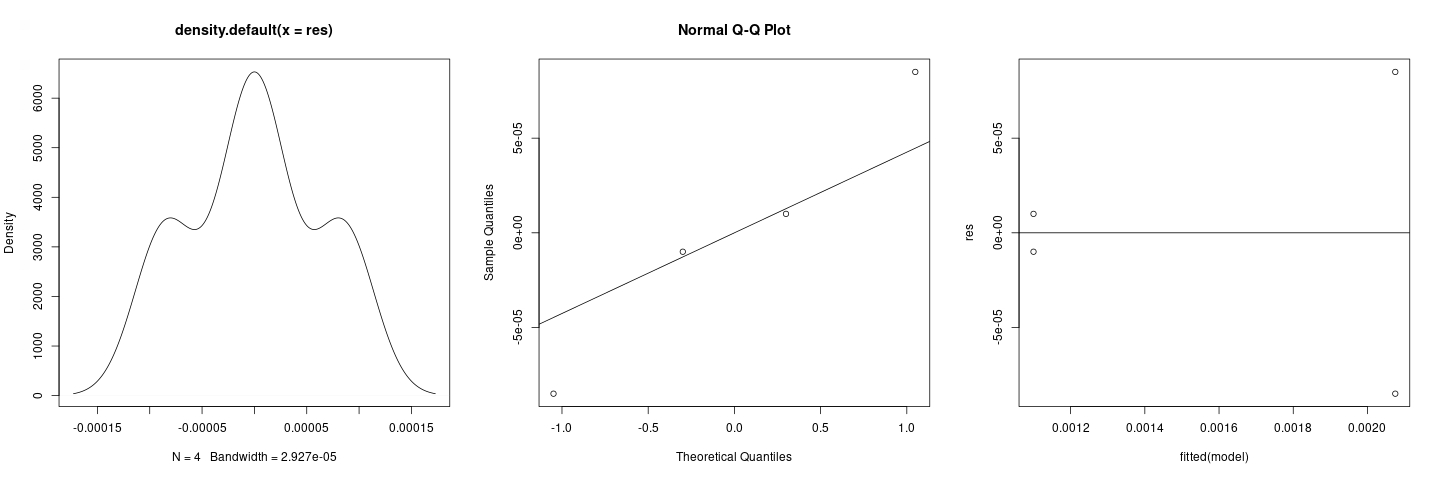 density.default(x = res)
Density
6000
5000
4000
3000
2000
1000
0
-0.00015
-0.00005
0.00005
0.00015
N = 4 Bandwidth = 2.927e-05
Normal Q-Q Plot
Sample Quantiles
5e-05
0e+00
-5e-05
-1.0
-0.5
0.0
0.5
1.0
Theoretical Quantiles
res
5e-05
0e+00
-5e-05
0.0012
0.0014
0.0016
0.0018
0.0020
fitted(model)